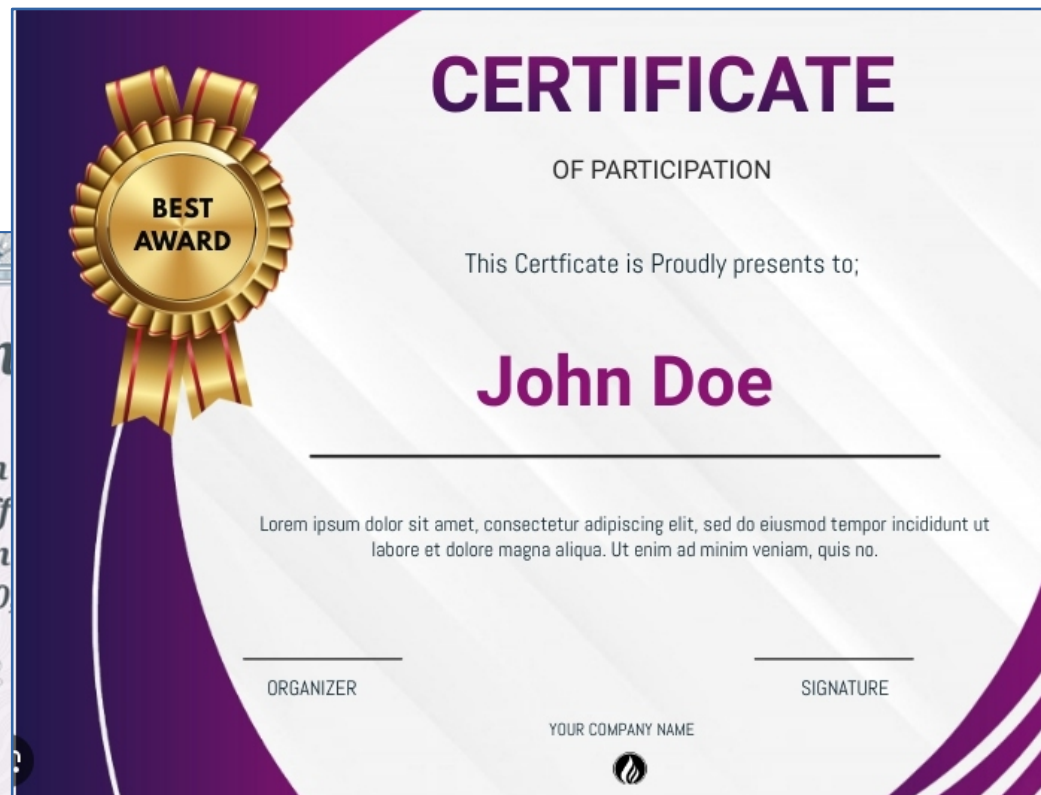 CERTIFICATE
OF PARTICIPATION
BEST
AWARD
This Certficate is Proudly presents to;
John Doe
Lorem ipsum dolor sit amet, consectetur adipiscing elit, sed do eiusmod tempor incididunt ut
labore et dolore magna aliqua. Ut enim ad minim veniam, quis no.
ORGANIZER
SIGNATURE
YOUR COMPANY NAME